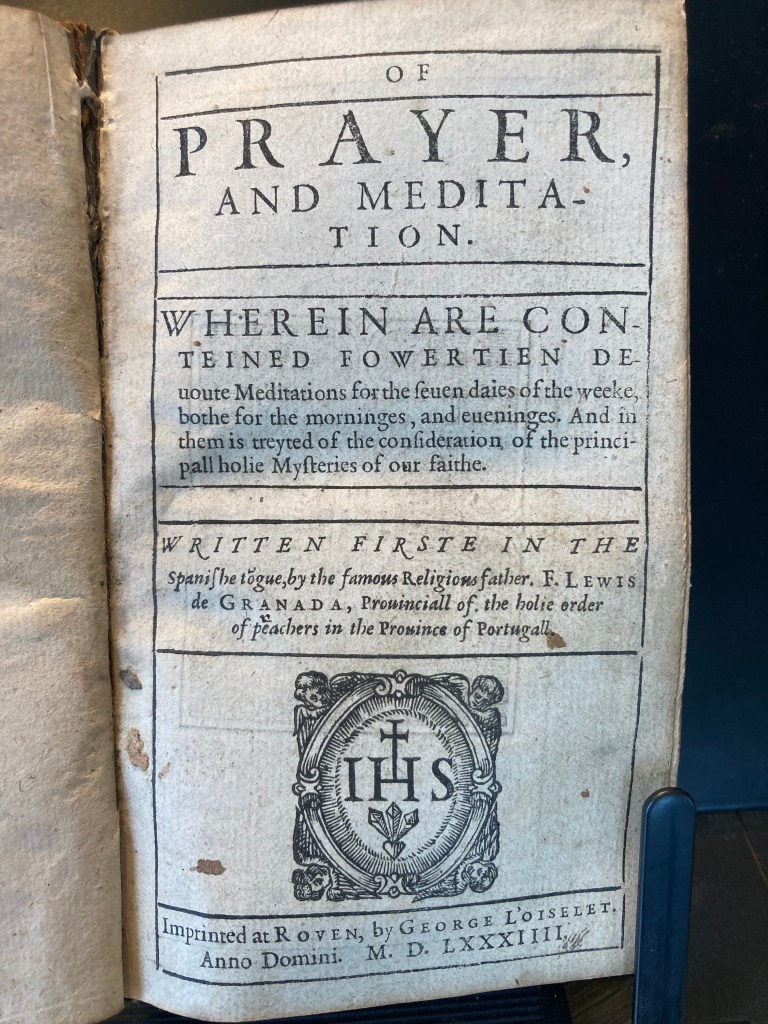 OF
PRAYER,
AND MEDITA-
TION.
WHEREIN ARE CON-
TEINED FOWERTIEN DE-
uoute Meditations for the ſeuen daies of the weeke,
bothe for the morninges, and eueninges. And in
them is treyted of the conſideration of the princi-
pall holie Myſteries of our faithe.
WRITTEN FIRSTE IN THE
Spaniſhe tõgue, by the famous Religious father. F. LEWIS
de GRANADA, Prouinciall of the holie order
of pꝛeachers in the Prouince of Portugall.
IHS
Imprinted at ROVEN, by GEORGE L'OISELET.
Anno Domini. M. D. LXXXIIII.